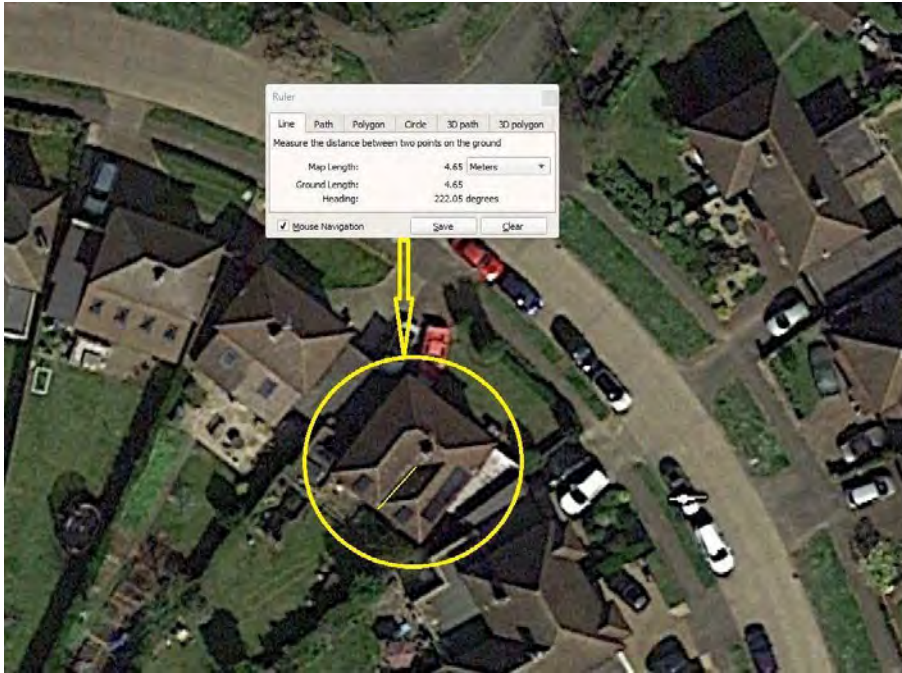 Ruler
Line Path Polygon Circle 3D path 3D polygon
Measure the distance between two points on the ground
Map Length: 4.65 Meters
Ground Length: 4.65
Heading: 222.05 degrees
Mouse Navigation Save Clear